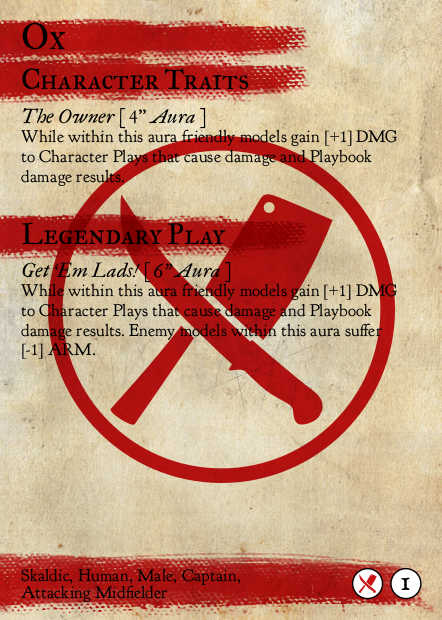 Ox
Character Traits
The Owner [ 4" Aura ]
While within this aura friendly models gain [+1] DMG
to Character Plays that cause damage and Playbook
damage results.
Legendary Play
Get 'Em Lads! [ 6" Aura ]
While within this aura friendly models gain [+1] DMG
to Character Plays that cause damage and Playbook
damage results. Enemy models within this aura suffer
[-1] ARM.
Skaldic, Human, Male, Captain,
Attacking Midfielder
1